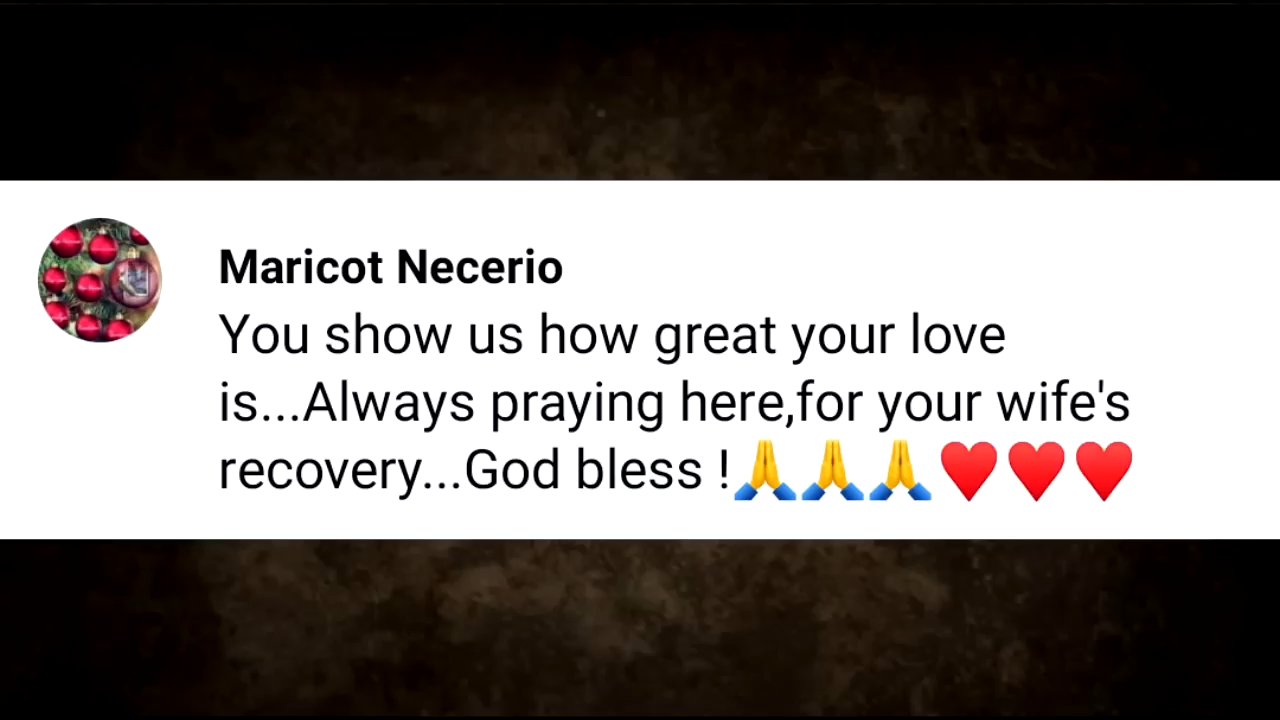 Maricot Necerio
You show us how great your love
is...Always praying here,for your wife's
recovery...God bless !🙏🙏🙏♥️♥️♥️